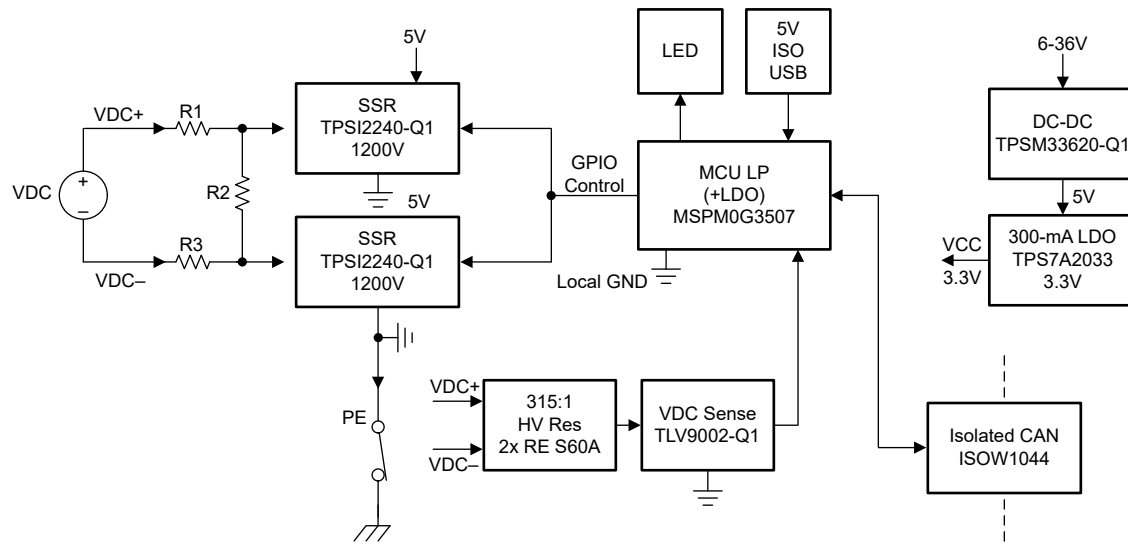 5V
SSR
TPSI2240-Q1
1200V
VDC+
R1
VDC
+
–
R2
R3
VDC–
5V
SSR
TPSI2240-Q1
1200V
PE
GPIO
Control
LED
5V
ISO
USB
MCU LP
(+LDO)
MSPM0G3507
Local GND
VDC+
VDC–
315:1
HV Res
2x RE S60A
VDC Sense
TLV9002-Q1
6-36V
DC-DC
TPSM33620-Q1
5V
300-mA LDO
TPS7A2033
3.3V
VCC
3.3V
Isolated CAN
ISOW1044